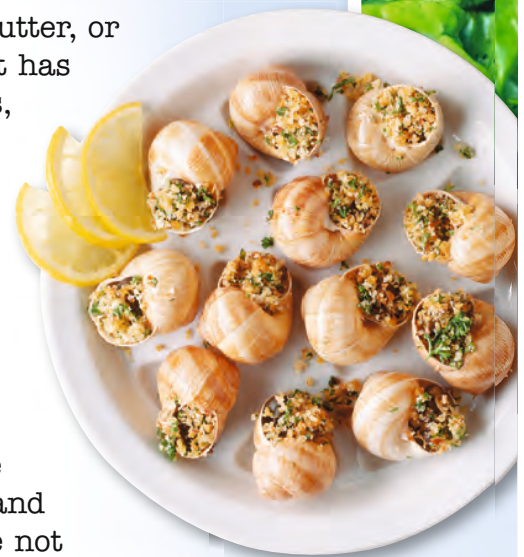 utter, or
t has
and
not